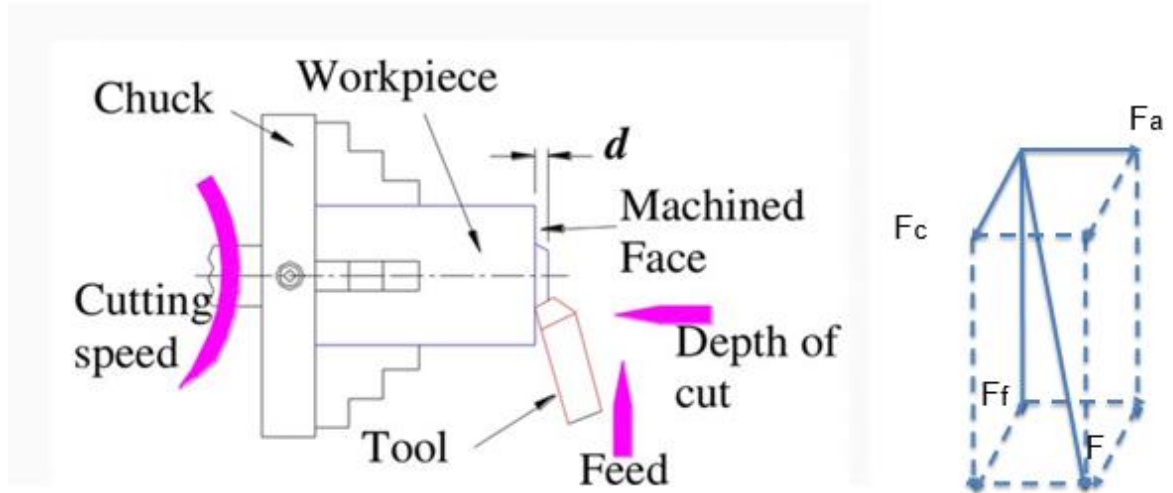 Chuck
Workpiece
d
Machined
Face
Cutting
speed
Depth of
cut
Tool
Feed
Fa
Fc
Ff
F